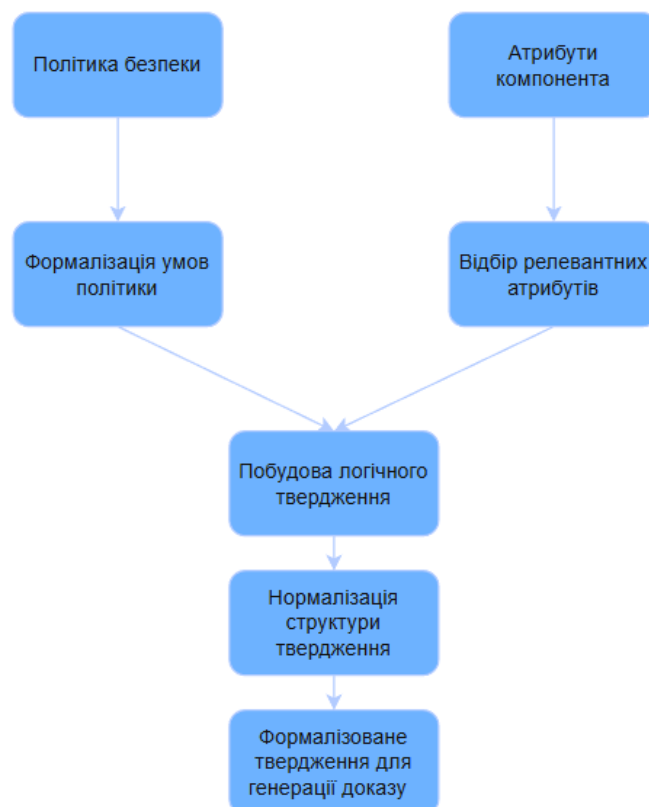 Політика безпеки
Атрибути
компонента
Формалізація умов
політики
Відбір релевантних
атрибутів
Побудова логічного
твердження
Нормалізація
структури
твердження
Формалізоване
твердження для
генерації доказу